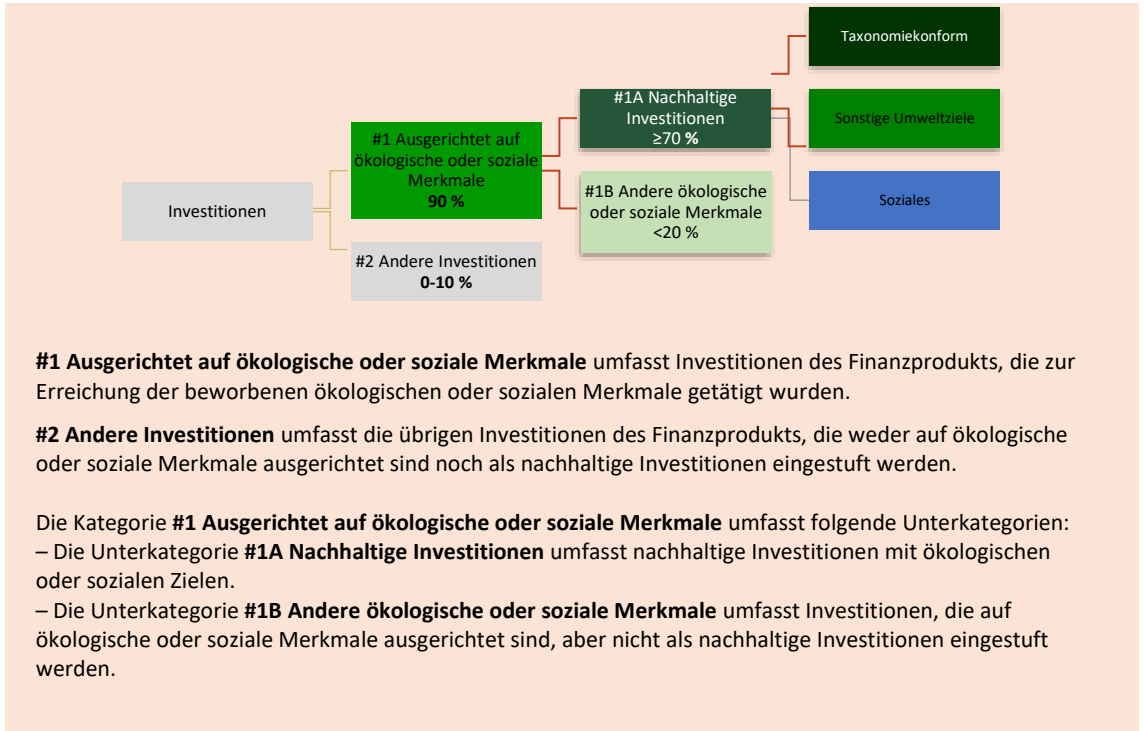 Taxonomiekonform
#1A Nachhaltige
Investitionen
≥70 %
Sonstige Umweltziele
#1 Ausgerichtet auf
ökologische oder soziale
Merkmale
90 %
#1B Andere ökologische
oder soziale Merkmale
<20 %
Soziales
Investitionen
#2 Andere Investitionen
0-10 %
#1 Ausgerichtet auf ökologische oder soziale Merkmale umfasst Investitionen des Finanzprodukts, die zur
Erreichung der beworbenen ökologischen oder sozialen Merkmale getätigt wurden.
#2 Andere Investitionen umfasst die übrigen Investitionen des Finanzprodukts, die weder auf ökologische
oder soziale Merkmale ausgerichtet sind noch als nachhaltige Investitionen eingestuft werden.
Die Kategorie #1 Ausgerichtet auf ökologische oder soziale Merkmale umfasst folgende Unterkategorien:
– Die Unterkategorie #1A Nachhaltige Investitionen umfasst nachhaltige Investitionen mit ökologischen
oder sozialen Zielen.
– Die Unterkategorie #1B Andere ökologische oder soziale Merkmale umfasst Investitionen, die auf
ökologische oder soziale Merkmale ausgerichtet sind, aber nicht als nachhaltige Investitionen eingestuft
werden.